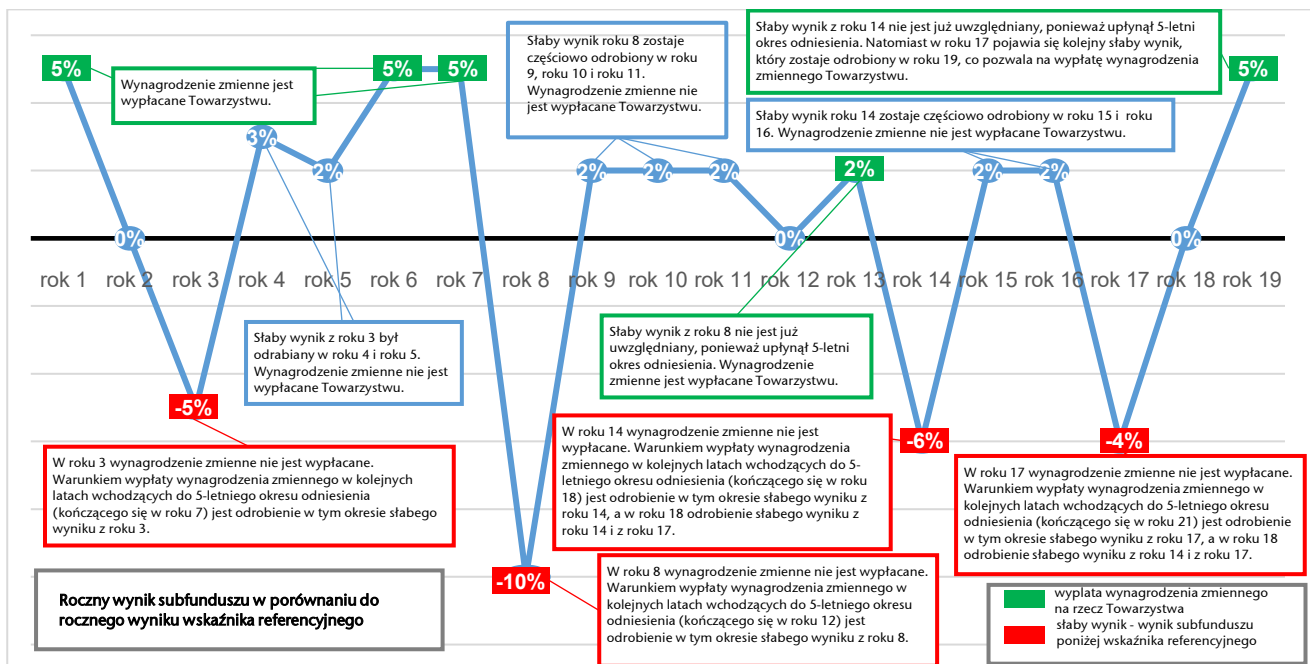 Słaby wynik z roku 14 nie jest już uwzględniany, ponieważ upłynął 5-letni
okres odniesienia. Natomiast w roku 17 pojawia się kolejny słaby wynik,
który zostaje odrobiony w roku 19, co pozwala na wypłatę wynagrodzenia
zmiennego Towarzystwu.
Słaby wynik roku 8 zostaje
częściowo odrobiony w roku
9, roku 10 i roku 11.
Wynagrodzenie zmienne nie
jest wypłacane Towarzystwu.
Wynagrodzenie zmienne jest
wypłacane Towarzystwu.
Słaby wynik roku 14 zostaje częściowo odrobiony w roku 15 i roku
16. Wynagrodzenie zmienne nie jest wypłacane Towarzystwu.
5%
0%
-5%
3%
2%
5%
5%
-10%
2%
2%
2%
0%
2%
-6%
2%
2%
-4%
0%
5%
rok 1
rok 2
rok 3
rok 4
rok 5
rok 6
rok 7
rok 8
rok 9
rok 10
rok 11
rok 12
rok 13
rok 14
rok 15
rok 16
rok 17
rok 18
rok 19
Słaby wynik z roku 3 był
odrabiany w roku 4 i roku 5.
Wynagrodzenie zmienne nie jest
wypłacane Towarzystwu.
Słaby wynik z roku 8 nie jest już
uwzględniany, ponieważ upłynął 5-letni
okres odniesienia. Wynagrodzenie
zmienne jest wypłacane Towarzystwu.
W roku 3 wynagrodzenie zmienne nie jest wypłacane.
Warunkiem wypłaty wynagrodzenia zmiennego w kolejnych
latach wchodzących do 5-letniego okresu odniesienia
(kończącego się w roku 7) jest odrobienie w tym okresie słabego
wyniku z roku 3.
W roku 14 wynagrodzenie zmienne nie jest
wypłacane. Warunkiem wypłaty wynagrodzenia
zmiennego w kolejnych latach wchodzących do 5-
letniego okresu odniesienia (kończącego się w roku
18) jest odrobienie w tym okresie słabego wyniku z
roku 14, a w roku 18 odrobienie słabego wyniku z
roku 14 i z roku 17.
W roku 17 wynagrodzenie zmienne nie jest wypłacane.
Warunkiem wypłaty wynagrodzenia zmiennego w
kolejnych latach wchodzących do 5-letniego okresu
odniesienia (kończącego się w roku 21) jest odrobienie
w tym okresie słabego wyniku z roku 17, a w roku 18
odrobienie słabego wyniku z roku 14 i z roku 17.
W roku 8 wynagrodzenie zmienne nie jest wypłacane.
Warunkiem wypłaty wynagrodzenia zmiennego w
kolejnych latach wchodzących do 5-letniego okresu
odniesienia (kończącego się w roku 12) jest
odrobienie w tym okresie słabego wyniku z roku 8.
Roczny wynik subfunduszu w porównaniu do
rocznego wyniku wskaźnika referencyjnego
wyplata wynagrodzenia zmiennego
na rzecz Towarzystwa
słaby wynik - wynik subfunduszu
poniżej wskaźnika referencyjnego